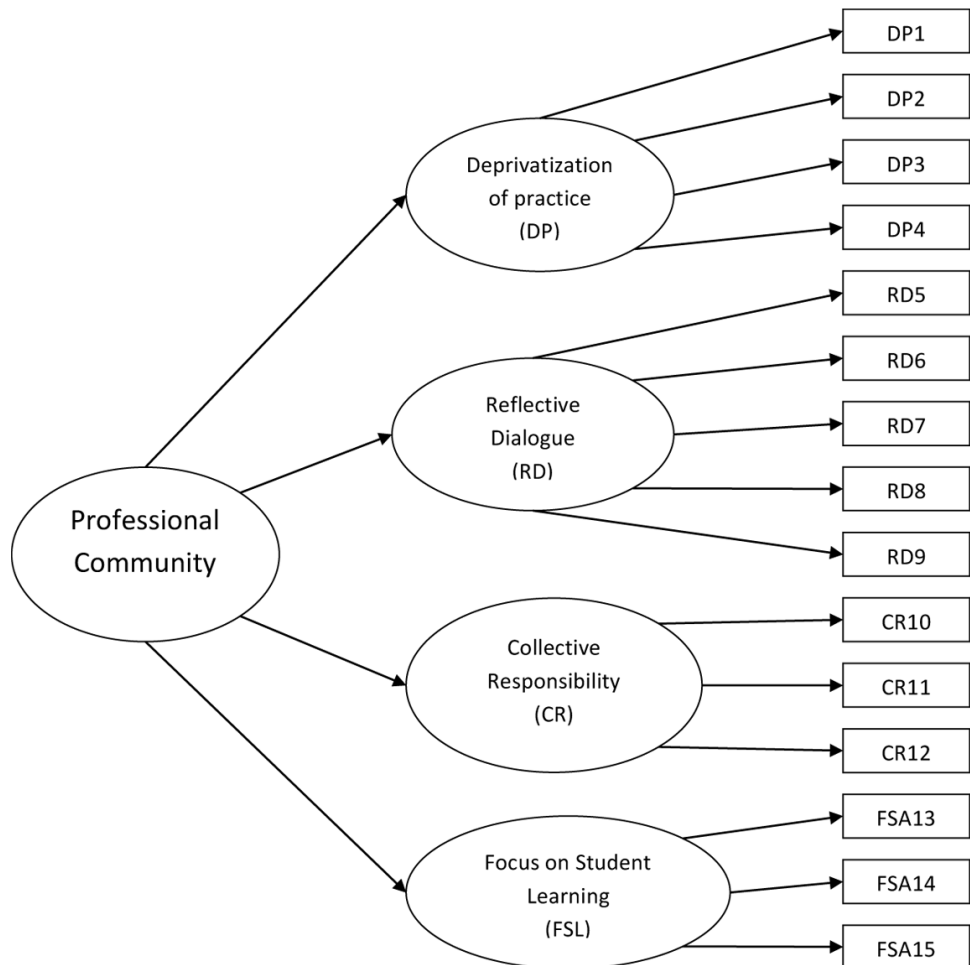 DP1
DP2
Deprivatization
of practice
(DP)
DP3
DP4
RD5
RD6
Reflective
Dialogue
(RD)
RD7
RD8
RD9
Professional
Community
CR10
Collective
Responsibility
(CR)
CR11
CR12
FSA13
Focus on Student
Learning
(FSL)
FSA14
FSA15